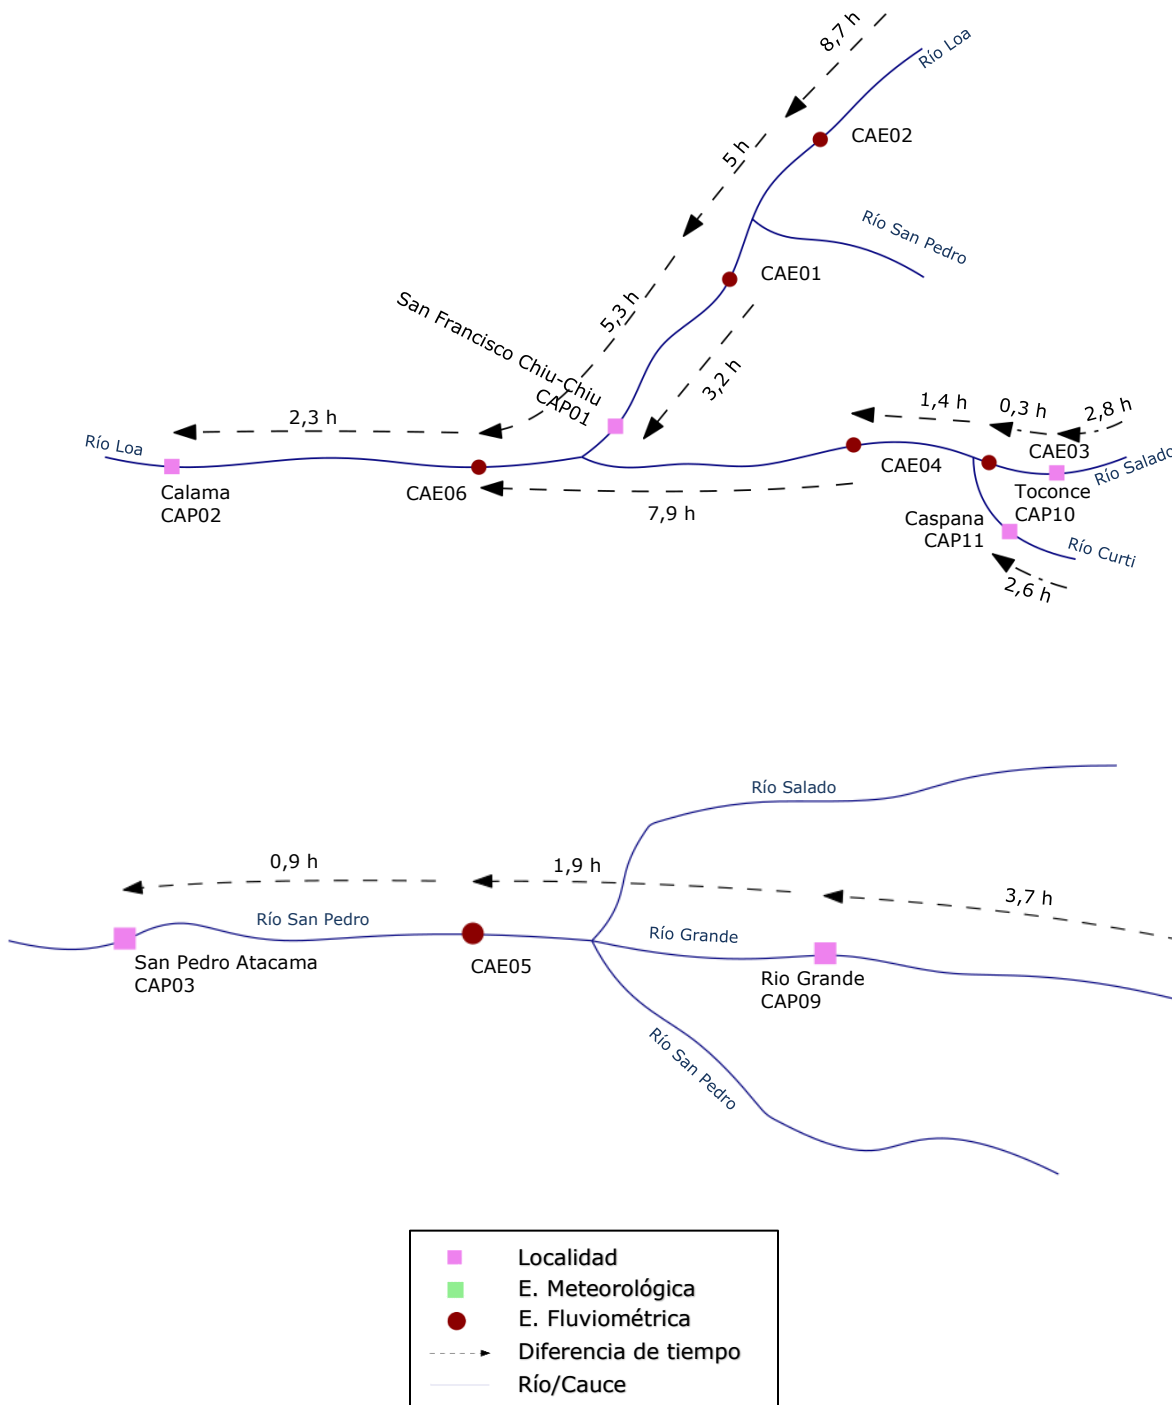 8,7 h
Río Loa
CAE02
5 h
Río San Pedro
CAE01
5,3 h
San Francisco Chiu-Chiu
CAP01
3,2 h
2,3 h
1,4 h
0,3 h
2,8 h
Río Loa
CAE03
CAE04
Río Salado
Calama
CAP02
CAE06
7,9 h
Toconce
CAP10
Caspana
CAP11
Río Curti
2,6 h
Río Salado
0,9 h
1,9 h
3,7 h
Río San Pedro
Río Grande
San Pedro Atacama
CAP03
CAE05
Rio Grande
CAP09
Río San Pedro
Localidad
E. Meteorológica
E. Fluviométrica
Diferencia de tiempo
Río/Cauce